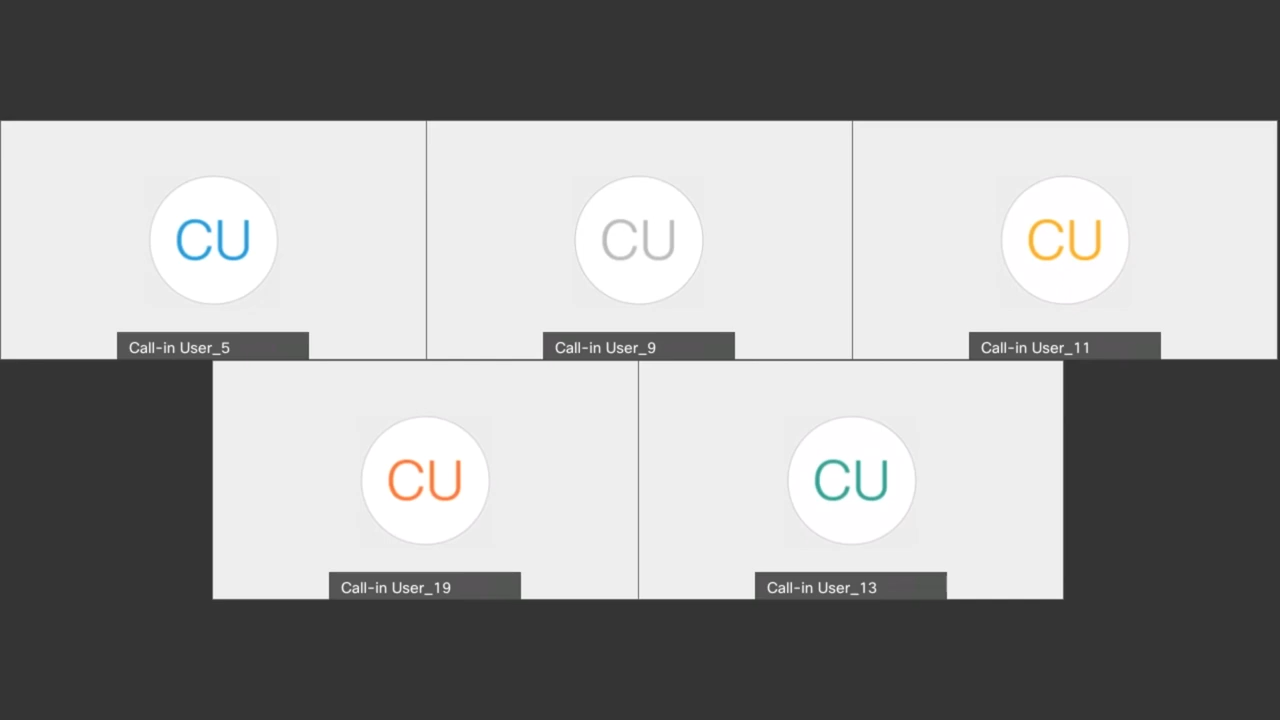 CU
CU
CU
Call-in User_5
Call-in User_9
Call-in User_11
CU
CU
Call-in User_19
Call-in User_13